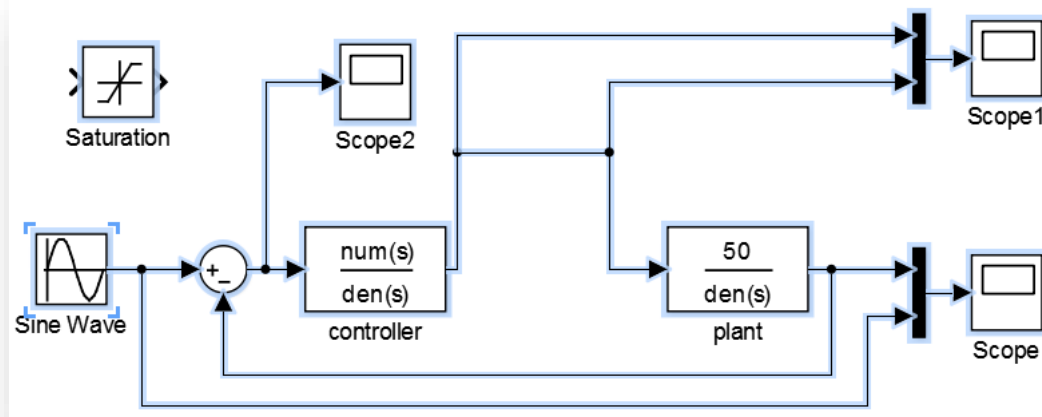 Saturation
Scope2
Scope1
Sine Wave
+
−
num(s)
den(s)
controller
50
den(s)
plant
Scope